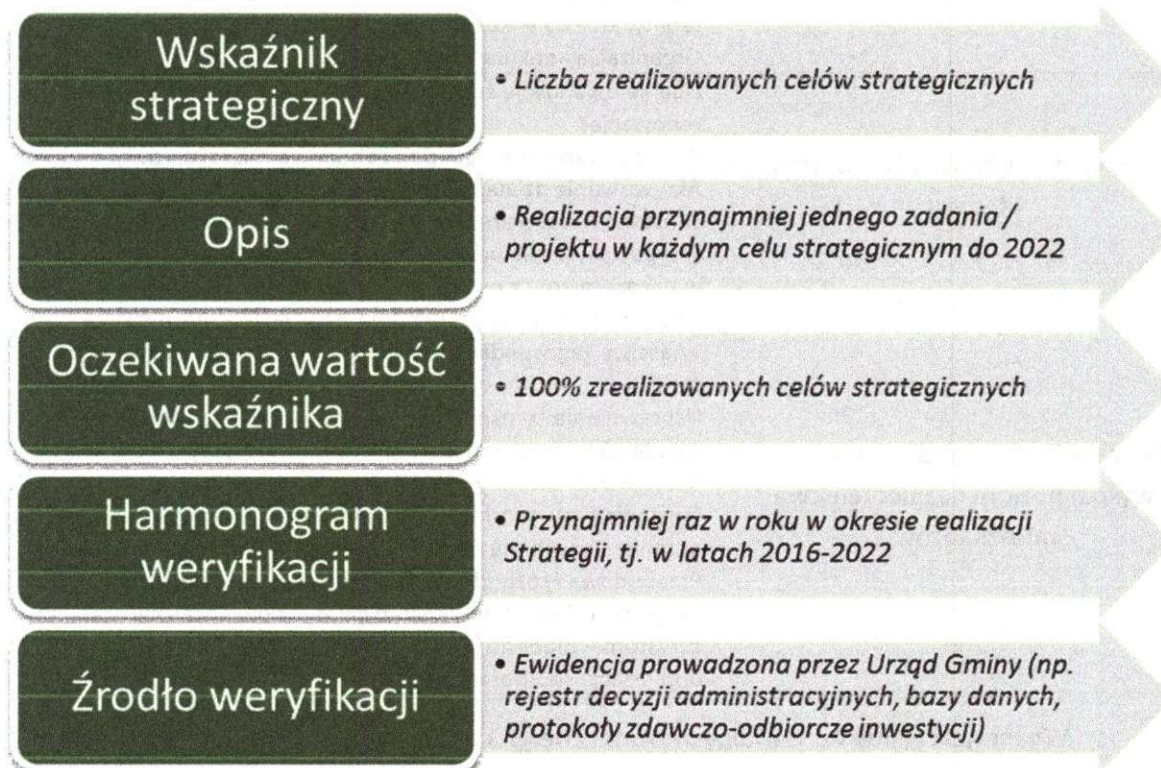 Wskaźnik
strategiczny
• Liczba zrealizowanych celów strategicznych
Opis
• Realizacja przynajmniej jednego zadania /
projektu w każdym celu strategicznym do 2022
Oczekiwana wartość
wskaźnika
• 100% zrealizowanych celów strategicznych
Harmonogram
weryfikacji
• Przynajmniej raz w roku w okresie realizacji
Strategii, tj. w latach 2016-2022
Źrodło weryfikacji
• Ewidencja prowadzona przez Urząd Gminy (np.
rejestr decyzji administracyjnych, bazy danych,
protokoły zdawczo-odbiorcze inwestycji)